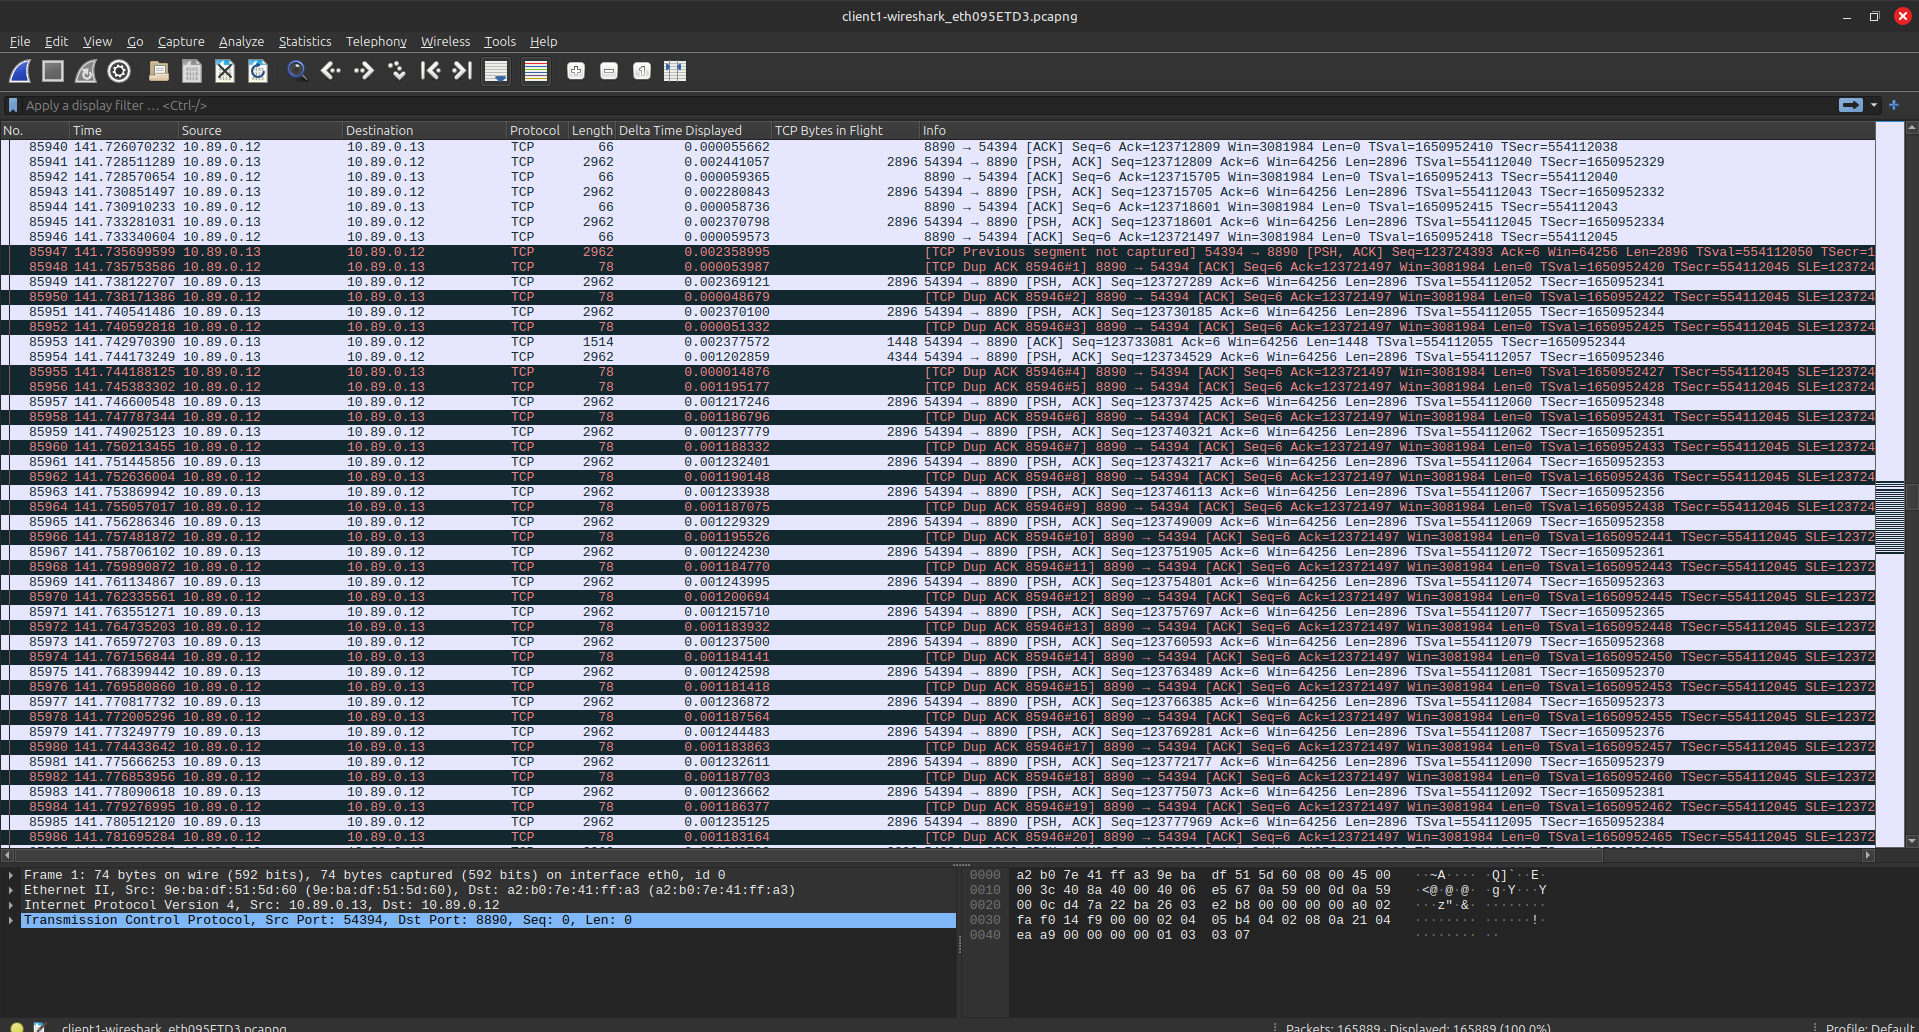 client1-wireshark_eth095ETD3.pcapng
File Edit View Go Capture Analyze Statistics Telephony Wireless Tools Help
Apply a display filter … <Ctrl-/>
No. Time Source Destination Protocol Length Delta Time Displayed TCP Bytes in Flight Info
85940 141.726070232 10.89.0.12 10.89.0.13 TCP 66 0.000055662 8890 → 54394 [ACK] Seq=6 Ack=123712809 Win=3081984 Len=0 TSval=1650952410 TSecr=554112038
85941 141.728511289 10.89.0.13 10.89.0.12 TCP 2962 0.002441057 2896 54394 → 8890 [PSH, ACK] Seq=123712809 Ack=6 Win=64256 Len=2896 TSval=554112040 TSecr=1650952329
85942 141.728570654 10.89.0.12 10.89.0.13 TCP 66 0.000059365 8890 → 54394 [ACK] Seq=6 Ack=123715705 Win=3081984 Len=0 TSval=1650952413 TSecr=554112040
85943 141.730851497 10.89.0.13 10.89.0.12 TCP 2962 0.002280843 2896 54394 → 8890 [PSH, ACK] Seq=123715705 Ack=6 Win=64256 Len=2896 TSval=554112043 TSecr=1650952332
85944 141.730910233 10.89.0.12 10.89.0.13 TCP 66 0.000058736 8890 → 54394 [ACK] Seq=6 Ack=123718601 Win=3081984 Len=0 TSval=1650952415 TSecr=554112043
85945 141.733281031 10.89.0.13 10.89.0.12 TCP 2962 0.002370798 2896 54394 → 8890 [PSH, ACK] Seq=123718601 Ack=6 Win=64256 Len=2896 TSval=554112045 TSecr=1650952334
85946 141.733340604 10.89.0.12 10.89.0.13 TCP 66 0.000059573 8890 → 54394 [ACK] Seq=6 Ack=123721497 Win=3081984 Len=0 TSval=1650952418 TSecr=554112045
85947 141.735699599 10.89.0.13 10.89.0.12 TCP 2962 0.002358995 [TCP Previous segment not captured] 54394 → 8890 [PSH, ACK] Seq=123724393 Ack=6 Win=64256 Len=2896 TSval=554112050 TSecr=1
85948 141.735753586 10.89.0.12 10.89.0.13 TCP 78 0.000053987 [TCP Dup ACK 85946#1] 8890 → 54394 [ACK] Seq=6 Ack=123721497 Win=3081984 Len=0 TSval=1650952420 TSecr=554112045 SLE=123724
85949 141.738122707 10.89.0.13 10.89.0.12 TCP 2962 0.002369121 2896 54394 → 8890 [PSH, ACK] Seq=123727289 Ack=6 Win=64256 Len=2896 TSval=554112052 TSecr=1650952341
85950 141.738171386 10.89.0.12 10.89.0.13 TCP 78 0.000048679 [TCP Dup ACK 85946#2] 8890 → 54394 [ACK] Seq=6 Ack=123721497 Win=3081984 Len=0 TSval=1650952422 TSecr=554112045 SLE=123724
85951 141.740541486 10.89.0.13 10.89.0.12 TCP 2962 0.002370100 2896 54394 → 8890 [PSH, ACK] Seq=123730185 Ack=6 Win=64256 Len=2896 TSval=554112055 TSecr=1650952344
85952 141.740592818 10.89.0.12 10.89.0.13 TCP 78 0.000051332 [TCP Dup ACK 85946#3] 8890 → 54394 [ACK] Seq=6 Ack=123721497 Win=3081984 Len=0 TSval=1650952425 TSecr=554112045 SLE=123724
85953 141.742970390 10.89.0.13 10.89.0.12 TCP 1514 0.002377572 1448 54394 → 8890 [ACK] Seq=123733081 Ack=6 Win=64256 Len=1448 TSval=554112055 TSecr=1650952344
85954 141.744173249 10.89.0.13 10.89.0.12 TCP 2962 0.001202859 4344 54394 → 8890 [PSH, ACK] Seq=123734529 Ack=6 Win=64256 Len=2896 TSval=554112057 TSecr=1650952346
85955 141.744188125 10.89.0.12 10.89.0.13 TCP 78 0.000014876 [TCP Dup ACK 85946#4] 8890 → 54394 [ACK] Seq=6 Ack=123721497 Win=3081984 Len=0 TSval=1650952427 TSecr=554112045 SLE=123724
85956 141.745383302 10.89.0.12 10.89.0.13 TCP 78 0.001195177 [TCP Dup ACK 85946#5] 8890 → 54394 [ACK] Seq=6 Ack=123721497 Win=3081984 Len=0 TSval=1650952428 TSecr=554112045 SLE=123724
85957 141.746600548 10.89.0.13 10.89.0.12 TCP 2962 0.001217246 2896 54394 → 8890 [PSH, ACK] Seq=123737425 Ack=6 Win=64256 Len=2896 TSval=554112060 TSecr=1650952348
85958 141.747787344 10.89.0.12 10.89.0.13 TCP 78 0.001186796 [TCP Dup ACK 85946#6] 8890 → 54394 [ACK] Seq=6 Ack=123721497 Win=3081984 Len=0 TSval=1650952431 TSecr=554112045 SLE=123724
85959 141.749025123 10.89.0.13 10.89.0.12 TCP 2962 0.001237779 2896 54394 → 8890 [PSH, ACK] Seq=123740321 Ack=6 Win=64256 Len=2896 TSval=554112062 TSecr=1650952351
85960 141.750213455 10.89.0.12 10.89.0.13 TCP 78 0.001188332 [TCP Dup ACK 85946#7] 8890 → 54394 [ACK] Seq=6 Ack=123721497 Win=3081984 Len=0 TSval=1650952433 TSecr=554112045 SLE=123724
85961 141.751445856 10.89.0.13 10.89.0.12 TCP 2962 0.001232401 2896 54394 → 8890 [PSH, ACK] Seq=123743217 Ack=6 Win=64256 Len=2896 TSval=554112064 TSecr=1650952353
85962 141.752636004 10.89.0.12 10.89.0.13 TCP 78 0.001190148 [TCP Dup ACK 85946#8] 8890 → 54394 [ACK] Seq=6 Ack=123721497 Win=3081984 Len=0 TSval=1650952436 TSecr=554112045 SLE=123724
85963 141.753869942 10.89.0.13 10.89.0.12 TCP 2962 0.001233938 2896 54394 → 8890 [PSH, ACK] Seq=123746113 Ack=6 Win=64256 Len=2896 TSval=554112067 TSecr=1650952356
85964 141.755057017 10.89.0.12 10.89.0.13 TCP 78 0.001187075 [TCP Dup ACK 85946#9] 8890 → 54394 [ACK] Seq=6 Ack=123721497 Win=3081984 Len=0 TSval=1650952438 TSecr=554112045 SLE=123724
85965 141.756286346 10.89.0.13 10.89.0.12 TCP 2962 0.001229329 2896 54394 → 8890 [PSH, ACK] Seq=123749009 Ack=6 Win=64256 Len=2896 TSval=554112069 TSecr=1650952358
85966 141.757481872 10.89.0.12 10.89.0.13 TCP 78 0.001195526 [TCP Dup ACK 85946#10] 8890 → 54394 [ACK] Seq=6 Ack=123721497 Win=3081984 Len=0 TSval=1650952441 TSecr=554112045 SLE=12372
85967 141.758706102 10.89.0.13 10.89.0.12 TCP 2962 0.001224230 2896 54394 → 8890 [PSH, ACK] Seq=123751905 Ack=6 Win=64256 Len=2896 TSval=554112072 TSecr=1650952361
85968 141.759890872 10.89.0.12 10.89.0.13 TCP 78 0.001184770 [TCP Dup ACK 85946#11] 8890 → 54394 [ACK] Seq=6 Ack=123721497 Win=3081984 Len=0 TSval=1650952443 TSecr=554112045 SLE=12372
85969 141.761134867 10.89.0.13 10.89.0.12 TCP 2962 0.001243995 2896 54394 → 8890 [PSH, ACK] Seq=123754801 Ack=6 Win=64256 Len=2896 TSval=554112074 TSecr=1650952363
85970 141.762335561 10.89.0.12 10.89.0.13 TCP 78 0.001200694 [TCP Dup ACK 85946#12] 8890 → 54394 [ACK] Seq=6 Ack=123721497 Win=3081984 Len=0 TSval=1650952445 TSecr=554112045 SLE=12372
85971 141.763551271 10.89.0.13 10.89.0.12 TCP 2962 0.001215710 2896 54394 → 8890 [PSH, ACK] Seq=123757697 Ack=6 Win=64256 Len=2896 TSval=554112077 TSecr=1650952365
85972 141.764735203 10.89.0.12 10.89.0.13 TCP 78 0.001183932 [TCP Dup ACK 85946#13] 8890 → 54394 [ACK] Seq=6 Ack=123721497 Win=3081984 Len=0 TSval=1650952448 TSecr=554112045 SLE=12372
85973 141.765972703 10.89.0.13 10.89.0.12 TCP 2962 0.001237500 2896 54394 → 8890 [PSH, ACK] Seq=123760593 Ack=6 Win=64256 Len=2896 TSval=554112079 TSecr=1650952368
85974 141.767156844 10.89.0.12 10.89.0.13 TCP 78 0.001184141 [TCP Dup ACK 85946#14] 8890 → 54394 [ACK] Seq=6 Ack=123721497 Win=3081984 Len=0 TSval=1650952450 TSecr=554112045 SLE=12372
85975 141.768399442 10.89.0.13 10.89.0.12 TCP 2962 0.001242598 2896 54394 → 8890 [PSH, ACK] Seq=123763489 Ack=6 Win=64256 Len=2896 TSval=554112081 TSecr=1650952370
85976 141.769580860 10.89.0.12 10.89.0.13 TCP 78 0.001181418 [TCP Dup ACK 85946#15] 8890 → 54394 [ACK] Seq=6 Ack=123721497 Win=3081984 Len=0 TSval=1650952453 TSecr=554112045 SLE=12372
85977 141.770817732 10.89.0.13 10.89.0.12 TCP 2962 0.001236872 2896 54394 → 8890 [PSH, ACK] Seq=123766385 Ack=6 Win=64256 Len=2896 TSval=554112084 TSecr=1650952373
85978 141.772005296 10.89.0.12 10.89.0.13 TCP 78 0.001187564 [TCP Dup ACK 85946#16] 8890 → 54394 [ACK] Seq=6 Ack=123721497 Win=3081984 Len=0 TSval=1650952455 TSecr=554112045 SLE=12372
85979 141.773249779 10.89.0.13 10.89.0.12 TCP 2962 0.001244483 2896 54394 → 8890 [PSH, ACK] Seq=123769281 Ack=6 Win=64256 Len=2896 TSval=554112087 TSecr=1650952376
85980 141.774433642 10.89.0.12 10.89.0.13 TCP 78 0.001183863 [TCP Dup ACK 85946#17] 8890 → 54394 [ACK] Seq=6 Ack=123721497 Win=3081984 Len=0 TSval=1650952457 TSecr=554112045 SLE=12372
85981 141.775666253 10.89.0.13 10.89.0.12 TCP 2962 0.001232611 2896 54394 → 8890 [PSH, ACK] Seq=123772177 Ack=6 Win=64256 Len=2896 TSval=554112090 TSecr=1650952379
85982 141.776853956 10.89.0.12 10.89.0.13 TCP 78 0.001187703 [TCP Dup ACK 85946#18] 8890 → 54394 [ACK] Seq=6 Ack=123721497 Win=3081984 Len=0 TSval=1650952460 TSecr=554112045 SLE=12372
85983 141.778090618 10.89.0.13 10.89.0.12 TCP 2962 0.001236662 2896 54394 → 8890 [PSH, ACK] Seq=123775073 Ack=6 Win=64256 Len=2896 TSval=554112092 TSecr=1650952381
85984 141.779276995 10.89.0.12 10.89.0.13 TCP 78 0.001186377 [TCP Dup ACK 85946#19] 8890 → 54394 [ACK] Seq=6 Ack=123721497 Win=3081984 Len=0 TSval=1650952462 TSecr=554112045 SLE=12372
85985 141.780512120 10.89.0.13 10.89.0.12 TCP 2962 0.001235125 2896 54394 → 8890 [PSH, ACK] Seq=123777969 Ack=6 Win=64256 Len=2896 TSval=554112095 TSecr=1650952384
85986 141.781695284 10.89.0.12 10.89.0.13 TCP 78 0.001183164 [TCP Dup ACK 85946#20] 8890 → 54394 [ACK] Seq=6 Ack=123721497 Win=3081984 Len=0 TSval=1650952465 TSecr=554112045 SLE=12372
Frame 1: 74 bytes on wire (592 bits), 74 bytes captured (592 bits) on interface eth0, id 0
Ethernet II, Src: 9e:ba:df:51:5d:60 (9e:ba:df:51:5d:60), Dst: a2:b0:7e:41:ff:a3 (a2:b0:7e:41:ff:a3)
Internet Protocol Version 4, Src: 10.89.0.13, Dst: 10.89.0.12
Transmission Control Protocol, Src Port: 54394, Dst Port: 8890, Seq: 0, Len: 0
0000 a2 b0 7e 41 ff a3 9e ba df 51 5d 60 08 00 45 00 ··~A···· ·Q]`··E·
0010 00 3c 40 8a 40 00 40 06 e5 67 0a 59 00 0d 0a 59 ·<@·@·@· ·g·Y···Y
0020 00 0c d4 7a 22 ba 26 03 e2 b8 00 00 00 00 a0 02 ···z"·&· ········
0030 fa f0 14 f9 00 00 02 04 05 b4 04 02 08 0a 21 04 ········ ······!·
0040 ea a9 00 00 00 00 01 03 03 07 ········ ··
client1-wireshark_eth095ETD3.pcapng
Packets: 165889 · Displayed: 165889 (100.0%)
Profile: Default